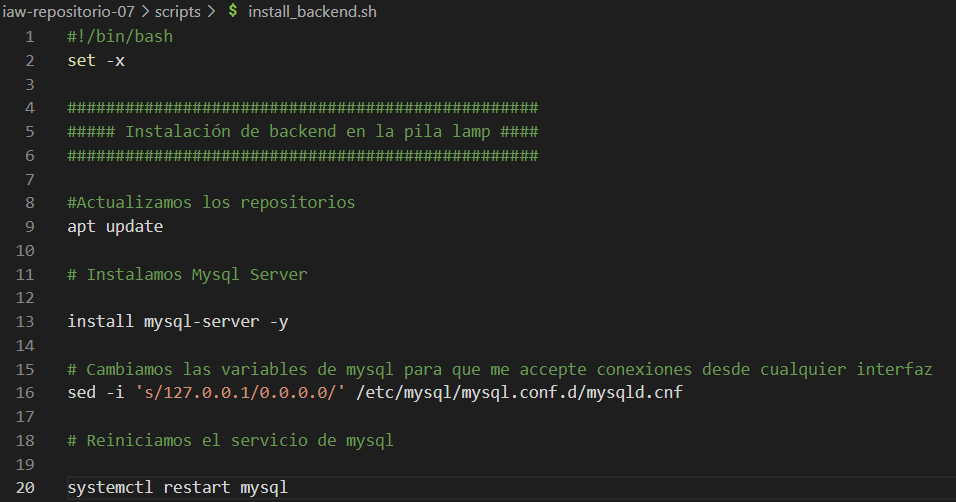 iaw-repositorio-07 > scripts > $ install_backend.sh
1 #!/bin/bash
2 set -x
3
4 #################################################
5 ##### Instalación de backend en la pila lamp ####
6 #################################################
7
8 #Actualizamos los repositorios
9 apt update
10
11 # Instalamos Mysql Server
12
13 install mysql-server -y
14
15 # Cambiamos las variables de mysql para que me accepte conexiones desde cualquier interfaz
16 sed -i 's/127.0.0.1/0.0.0.0/' /etc/mysql/mysql.conf.d/mysqld.cnf
17
18 # Reiniciamos el servicio de mysql
19
20 systemctl restart mysql